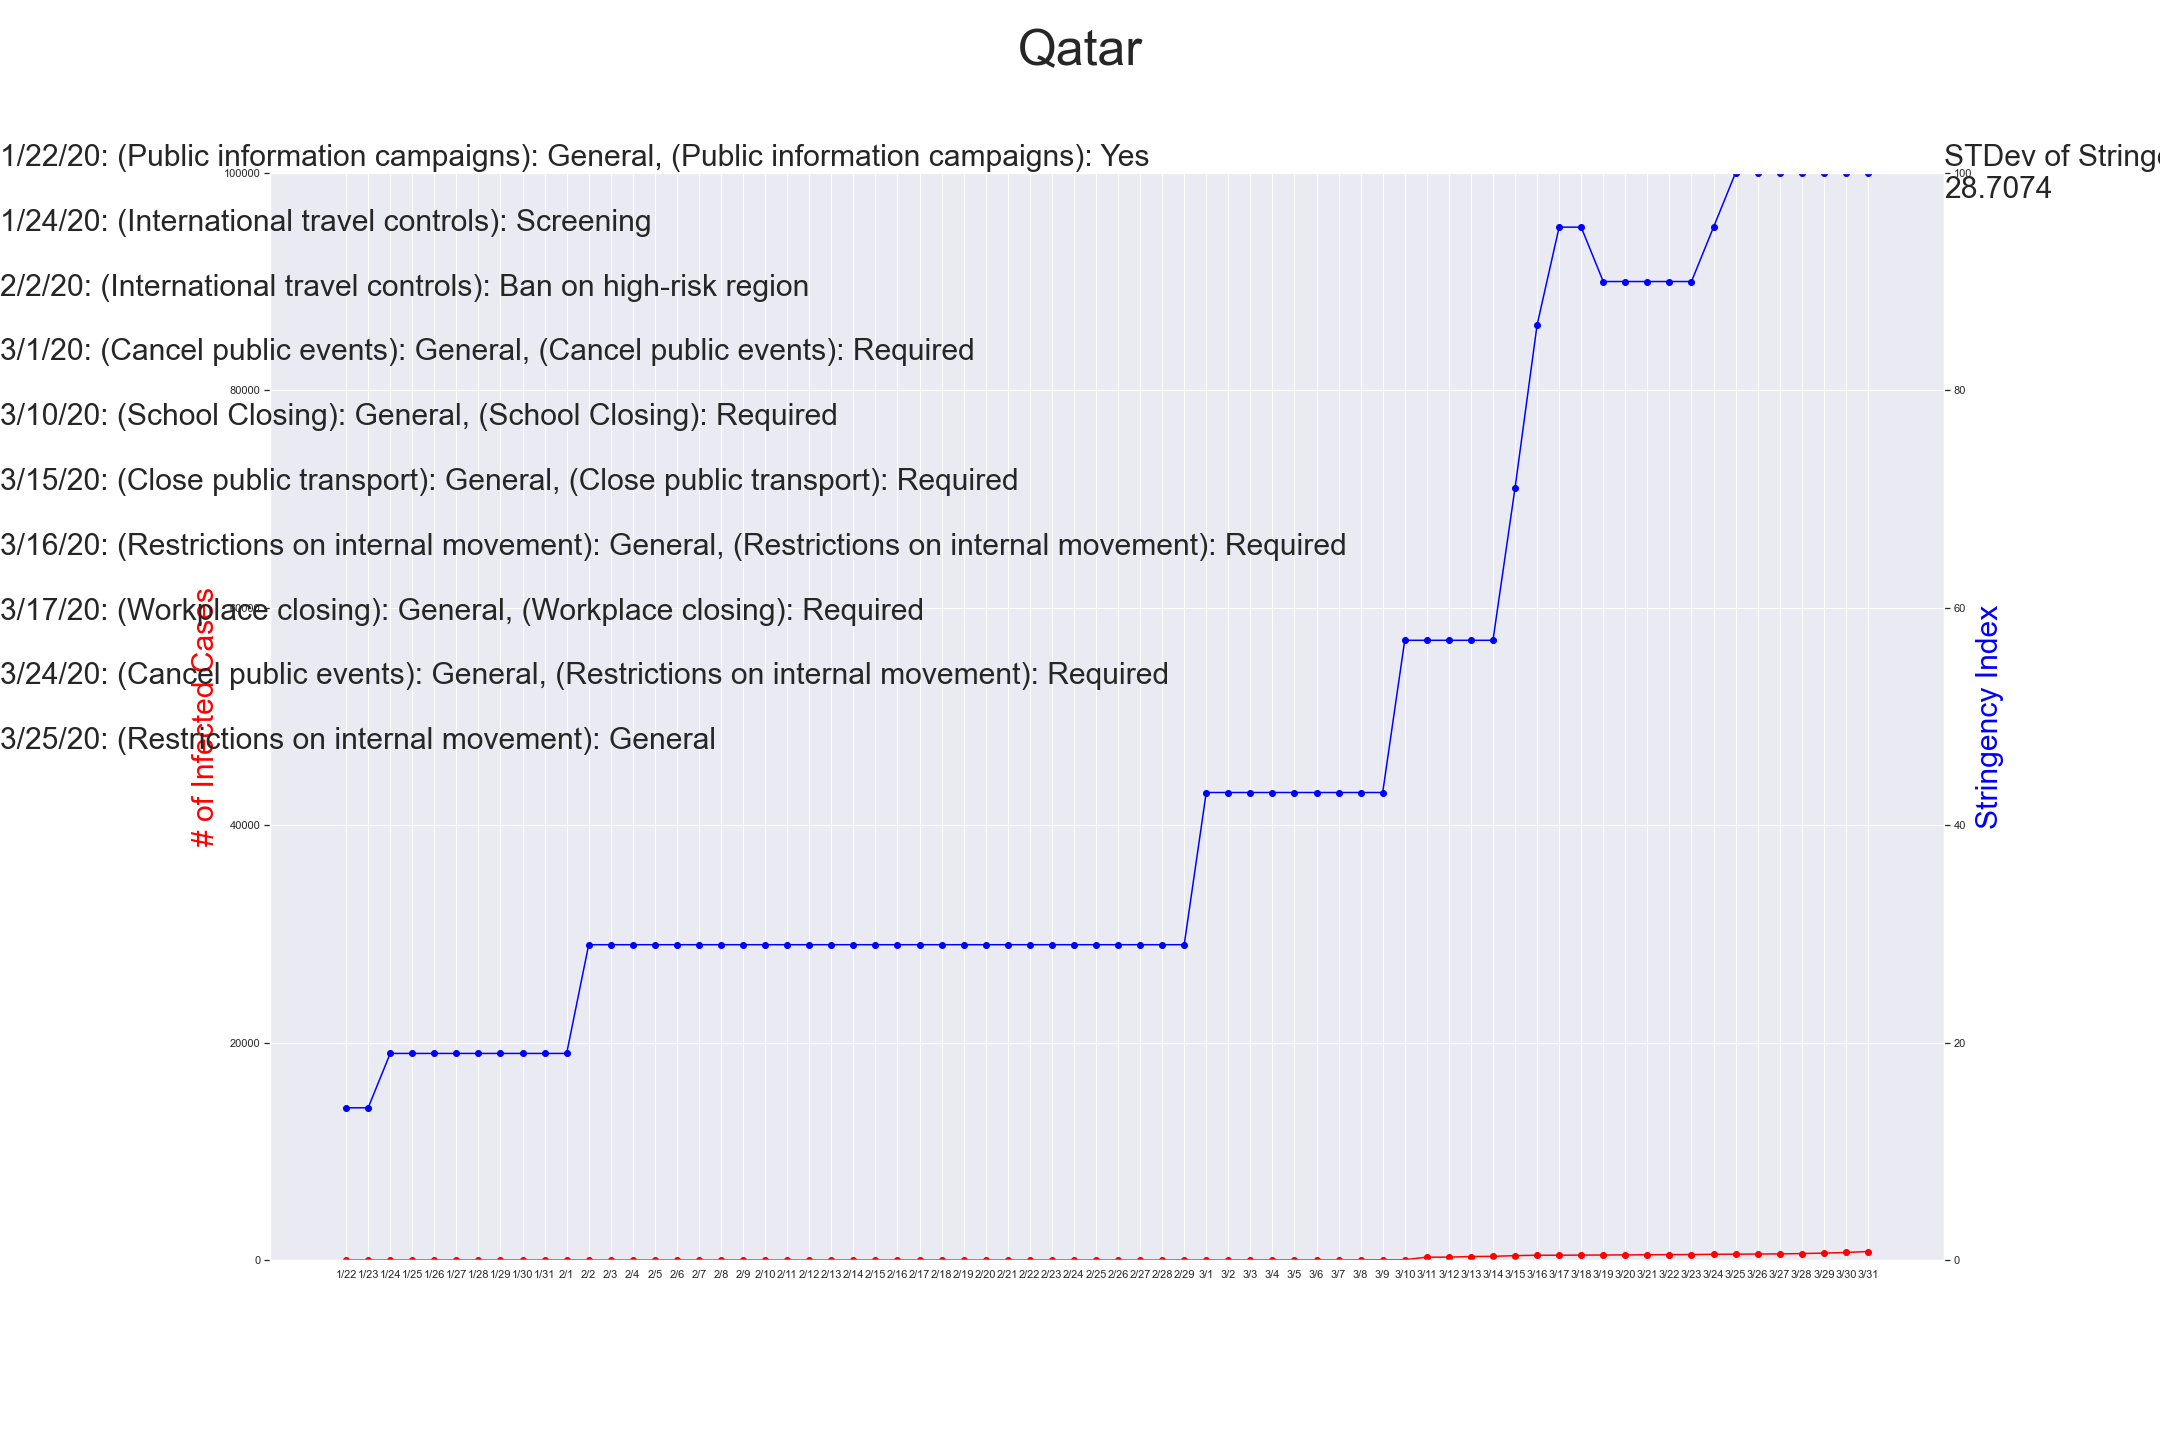 Qatar
1/22/20: (Public information campaigns): General, (Public information campaigns): Yes
STDev of Stringe
28.7074
1/24/20: (International travel controls): Screening
2/2/20: (International travel controls): Ban on high-risk region
3/1/20: (Cancel public events): General, (Cancel public events): Required
3/10/20: (School Closing): General, (School Closing): Required
3/15/20: (Close public transport): General, (Close public transport): Required
3/16/20: (Restrictions on internal movement): General, (Restrictions on internal movement): Required
3/17/20: (Workplace closing): General, (Workplace closing): Required
3/24/20: (Cancel public events): General, (Restrictions on internal movement): Required
3/25/20: (Restrictions on internal movement): General
# of Infected Cases
100000
80000
60000
40000
20000
0
Stringency Index
100
80
60
40
20
0
1/22 1/23 1/24 1/25 1/26 1/27 1/28 1/29 1/30 1/31 2/1 2/2 2/3 2/4 2/5 2/6 2/7 2/8 2/9 2/10 2/11 2/12 2/13 2/14 2/15 2/16 2/17 2/18 2/19 2/20 2/21 2/22 2/23 2/24 2/25 2/26 2/27 2/28 2/29 3/1 3/2 3/3 3/4 3/5 3/6 3/7 3/8 3/9 3/10 3/11 3/12 3/13 3/14 3/15 3/16 3/17 3/18 3/19 3/20 3/21 3/22 3/23 3/24 3/25 3/26 3/27 3/28 3/29 3/30 3/31